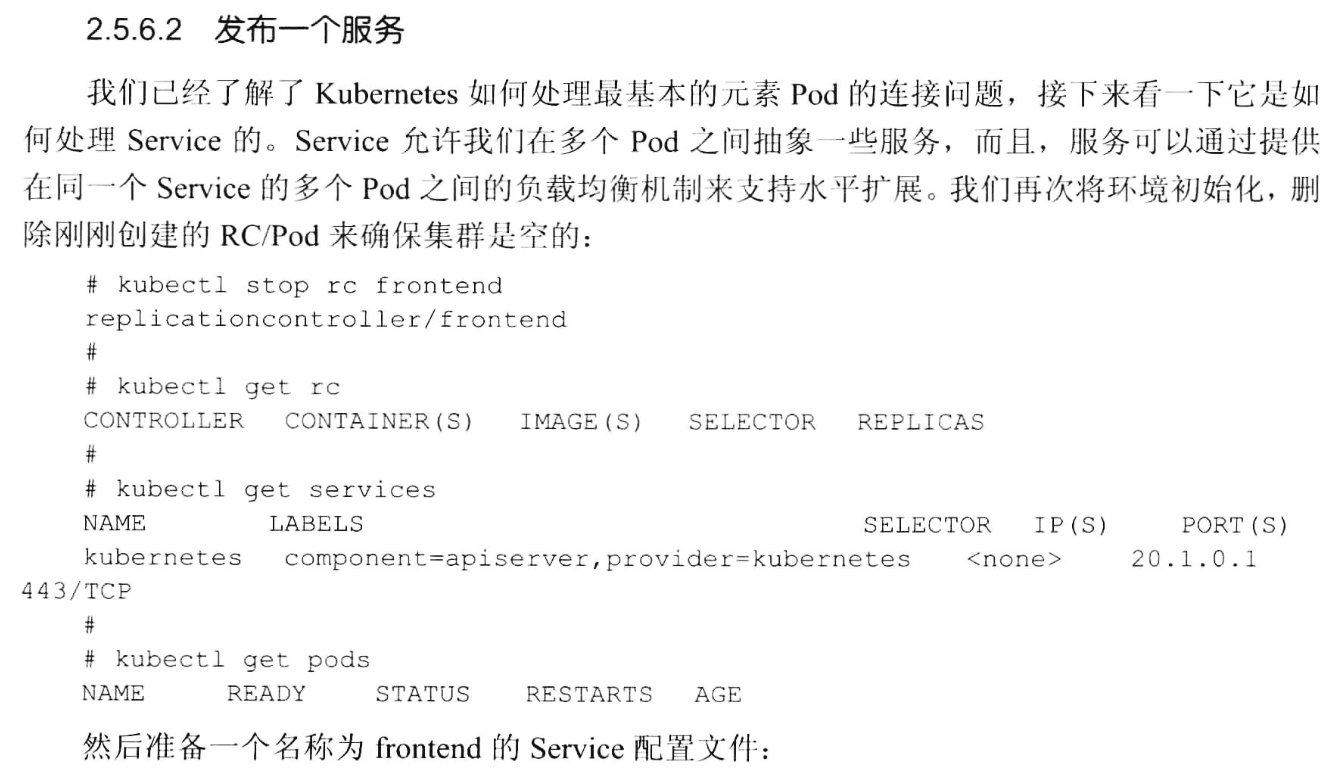 2.5.6.2 发布一个服务
我们已经了解了 Kubernetes 如何处理最基本的元素 Pod 的连接问题，接下来看一下它是如
何处理 Service 的。Service 允许我们在多个 Pod 之间抽象一些服务，而且，服务可以通过提供
在同一个 Service 的多个 Pod 之间的负载均衡机制来支持水平扩展。我们再次将环境初始化，删
除刚刚创建的 RC/Pod 来确保集群是空的：
# kubectl stop rc frontend
replicationcontroller/frontend
#
# kubectl get rc
CONTROLLER   CONTAINER(S)   IMAGE(S)   SELECTOR   REPLICAS
#
# kubectl get services
NAME   LABELS   SELECTOR   IP(S)   PORT(S)
kubernetes   component=apiserver,provider=kubernetes   <none>   20.1.0.1
443/TCP
#
# kubectl get pods
NAME   READY   STATUS   RESTARTS   AGE
然后准备一个名称为 frontend 的 Service 配置文件：